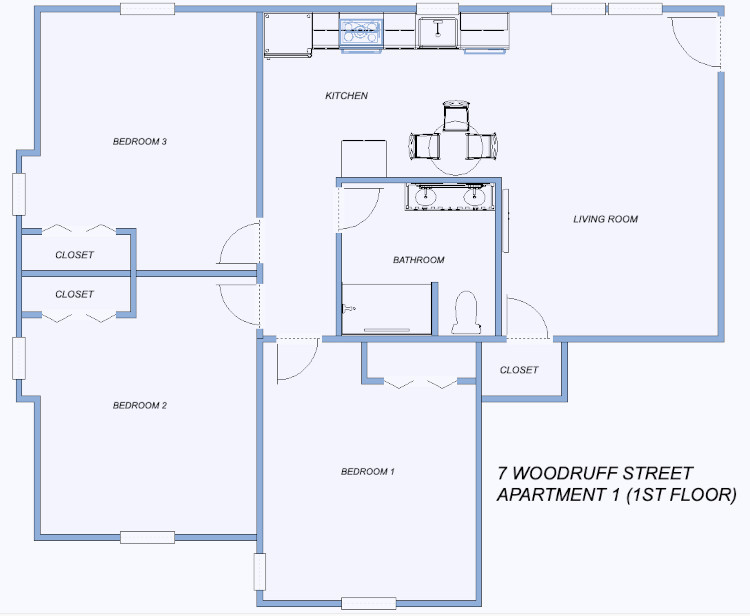 KITCHEN
BEDROOM 3
LIVING ROOM
CLOSET
BATHROOM
CLOSET
CLOSET
BEDROOM 2
BEDROOM 1
7 WOODRUFF STREET
APARTMENT 1 (1ST FLOOR)